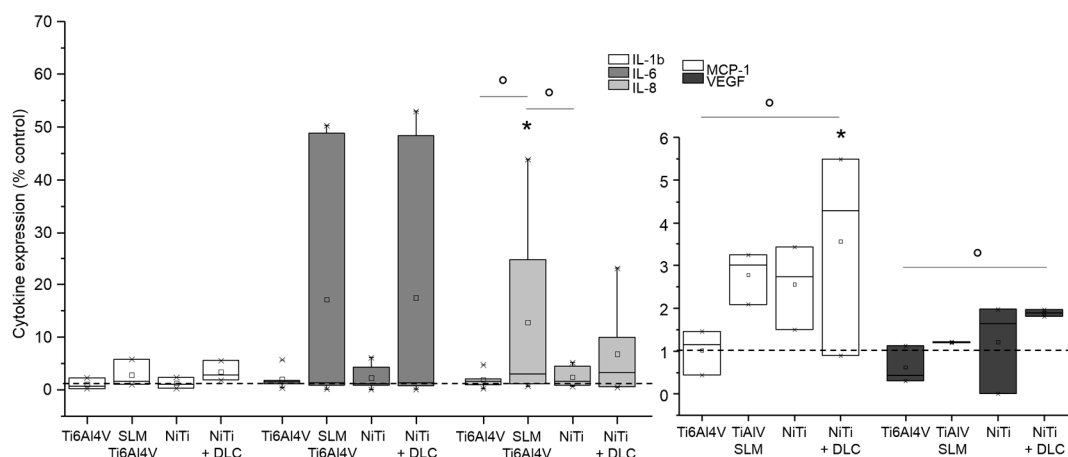 Cytokine expression (% control)
70
60
50
40
30
20
10
0
IL-1b
IL-6
IL-8
MCP-1
VEGF
*
6
5
4
3
2
1
0
*
Ti6Al4V SLM NiTi NiTi Ti6Al4V SLM NiTi NiTi Ti6Al4V SLM NiTi NiTi
Ti6Al4V + DLC Ti6Al4V + DLC Ti6Al4V + DLC
Ti6Al4V TiAlV NiTi NiTi Ti6Al4V TiAlV NiTi NiTi
SLM + DLC SLM + DLC